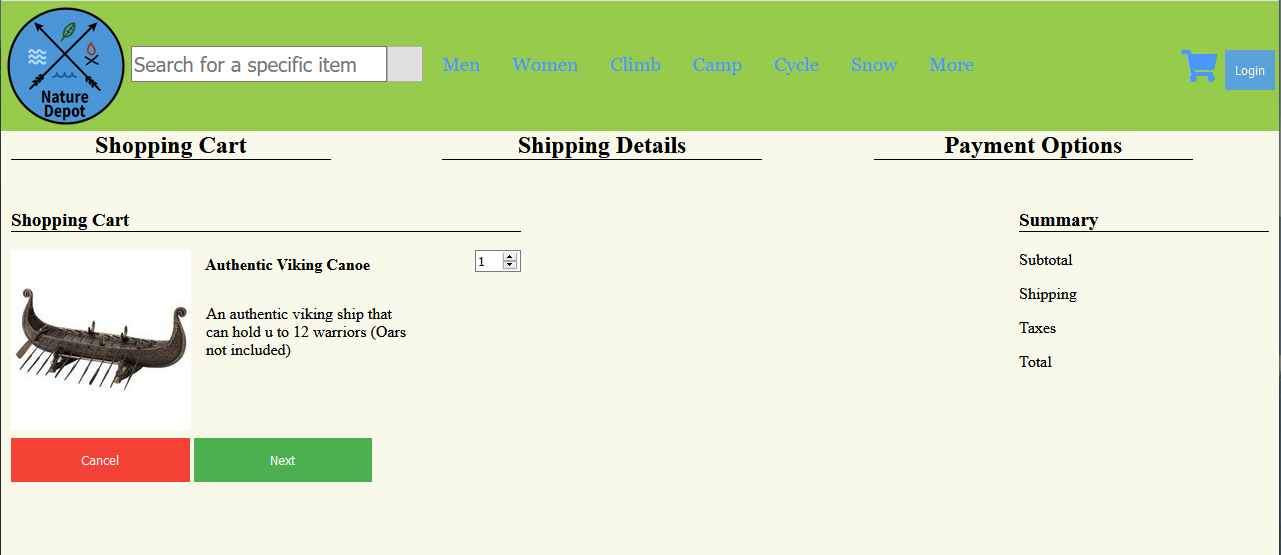 Nature
Depot
Search for a specific item
Men Women Climb Camp Cycle Snow More
Login
Shopping Cart Shipping Details Payment Options
Shopping Cart
Authentic Viking Canoe
1
An authentic viking ship that
can hold u to 12 warriors (Oars
not included)
Cancel Next
Summary
Subtotal
Shipping
Taxes
Total